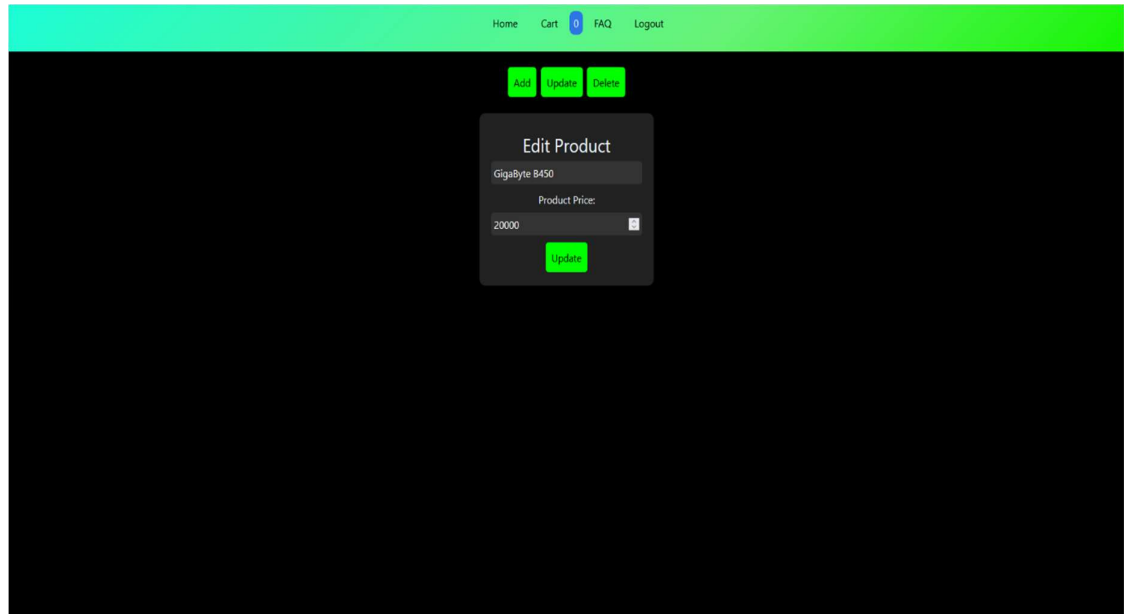 Home Cart 0 FAQ Logout
Add Update Delete
Edit Product
GigaByte B450
Product Price:
20000
Update